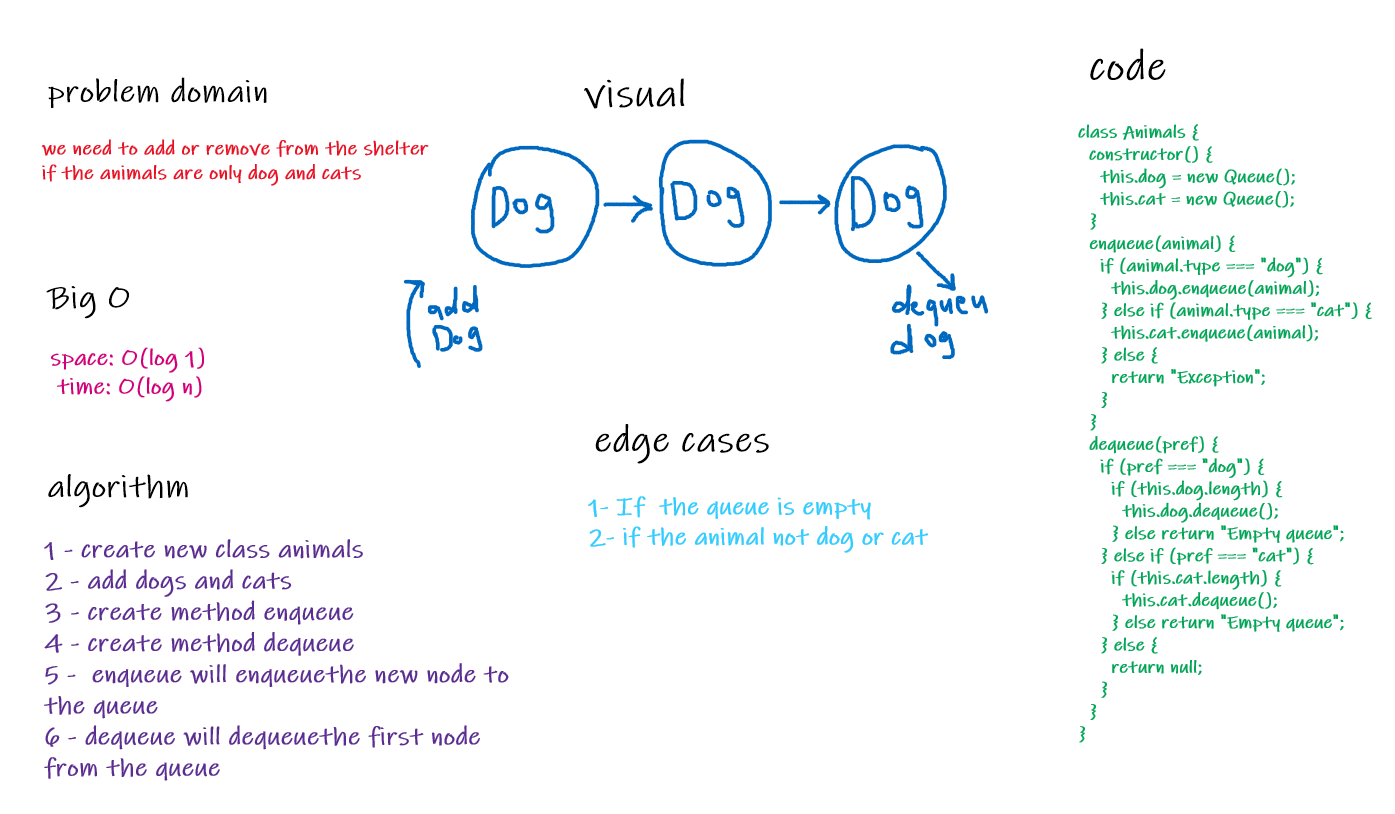 problem domain
we need to add or remove from the shelter
if the animals are only dog and cats
Big O
space: O(log 1)
time: O(log n)
algorithm
1 - create new class animals
2 - add dogs and cats
3 - create method enqueue
4 - create method dequeue
5 - enqueue will enqueuethe new node to
the queue
6 - dequeue will dequeuethe first node
from the queue
visual
Dog
Dog
Dog
add
Dog
dequeu
dog
edge cases
1- If the queue is empty
2- if the animal not dog or cat
code
class Animals {
constructor() {
this.dog = new Queue();
this.cat = new Queue();
}
enqueue(animal) {
if (animal.type === "dog") {
this.dog.enqueue(animal);
} else if (animal.type === "cat") {
this.cat.enqueue(animal);
} else {
return "Exception";
}
}
dequeue(pref) {
if (pref === "dog") {
if (this.dog.length) {
this.dog.dequeue();
} else return "Empty queue";
} else if (pref === "cat") {
if (this.cat.length) {
this.cat.dequeue();
} else return "Empty queue";
} else {
return null;
}
}
}